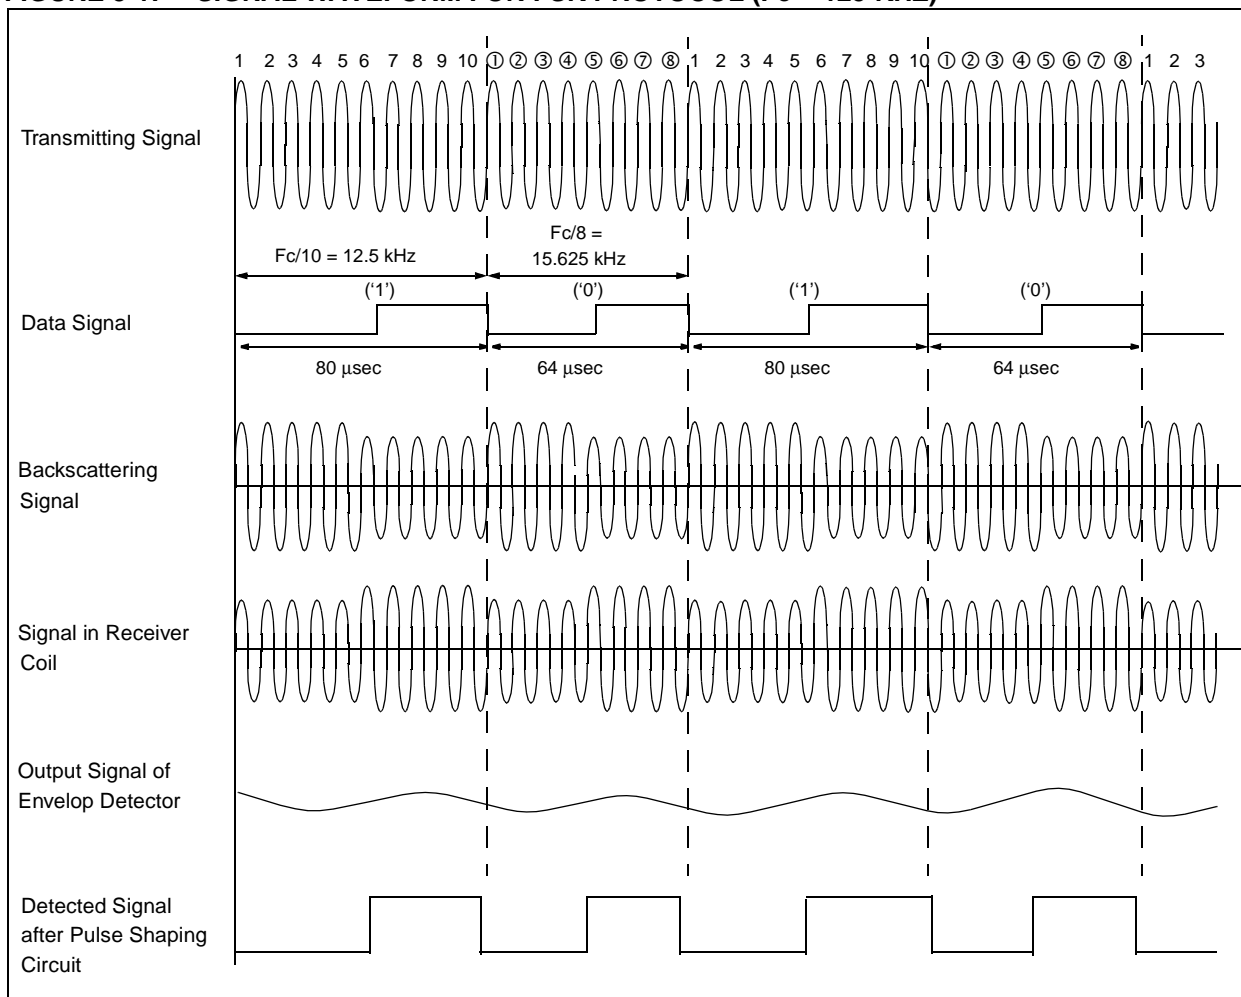 1 2 3 4 5 6 7 8 9 10 ① ② ③ ④ ⑤ ⑥ ⑦ ⑧ 1 2 3 4 5 6 7 8 9 10 ① ② ③ ④ ⑤ ⑥ ⑦ ⑧ 1 2 3
Transmitting Signal
Fc/10 = 12.5 kHz
Fc/8 =
15.625 kHz
(‘1’) (‘0’) (‘1’) (‘0’)
Data Signal
80 μsec 64 μsec 80 μsec 64 μsec
Backscattering
Signal
Signal in Receiver
Coil
Output Signal of
Envelop Detector
Detected Signal
after Pulse Shaping
Circuit